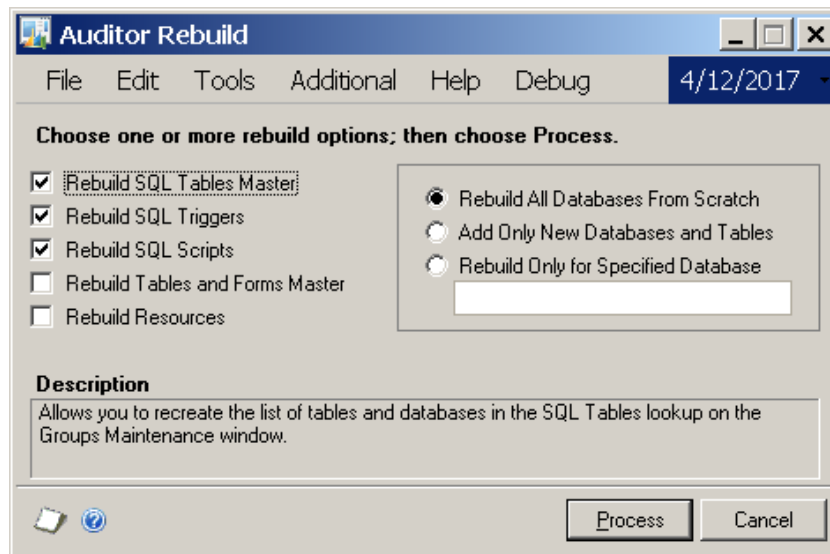 Auditor Rebuild
File Edit Tools Additional Help Debug 4/12/2017
Choose one or more rebuild options; then choose Process.
Rebuild SQL Tables Master
Rebuild SQL Triggers
Rebuild SQL Scripts
Rebuild Tables and Forms Master
Rebuild Resources
Rebuild All Databases From Scratch
Add Only New Databases and Tables
Rebuild Only for Specified Database
Description
Allows you to recreate the list of tables and databases in the SQL Tables lookup on the
Groups Maintenance window.
Process Cancel